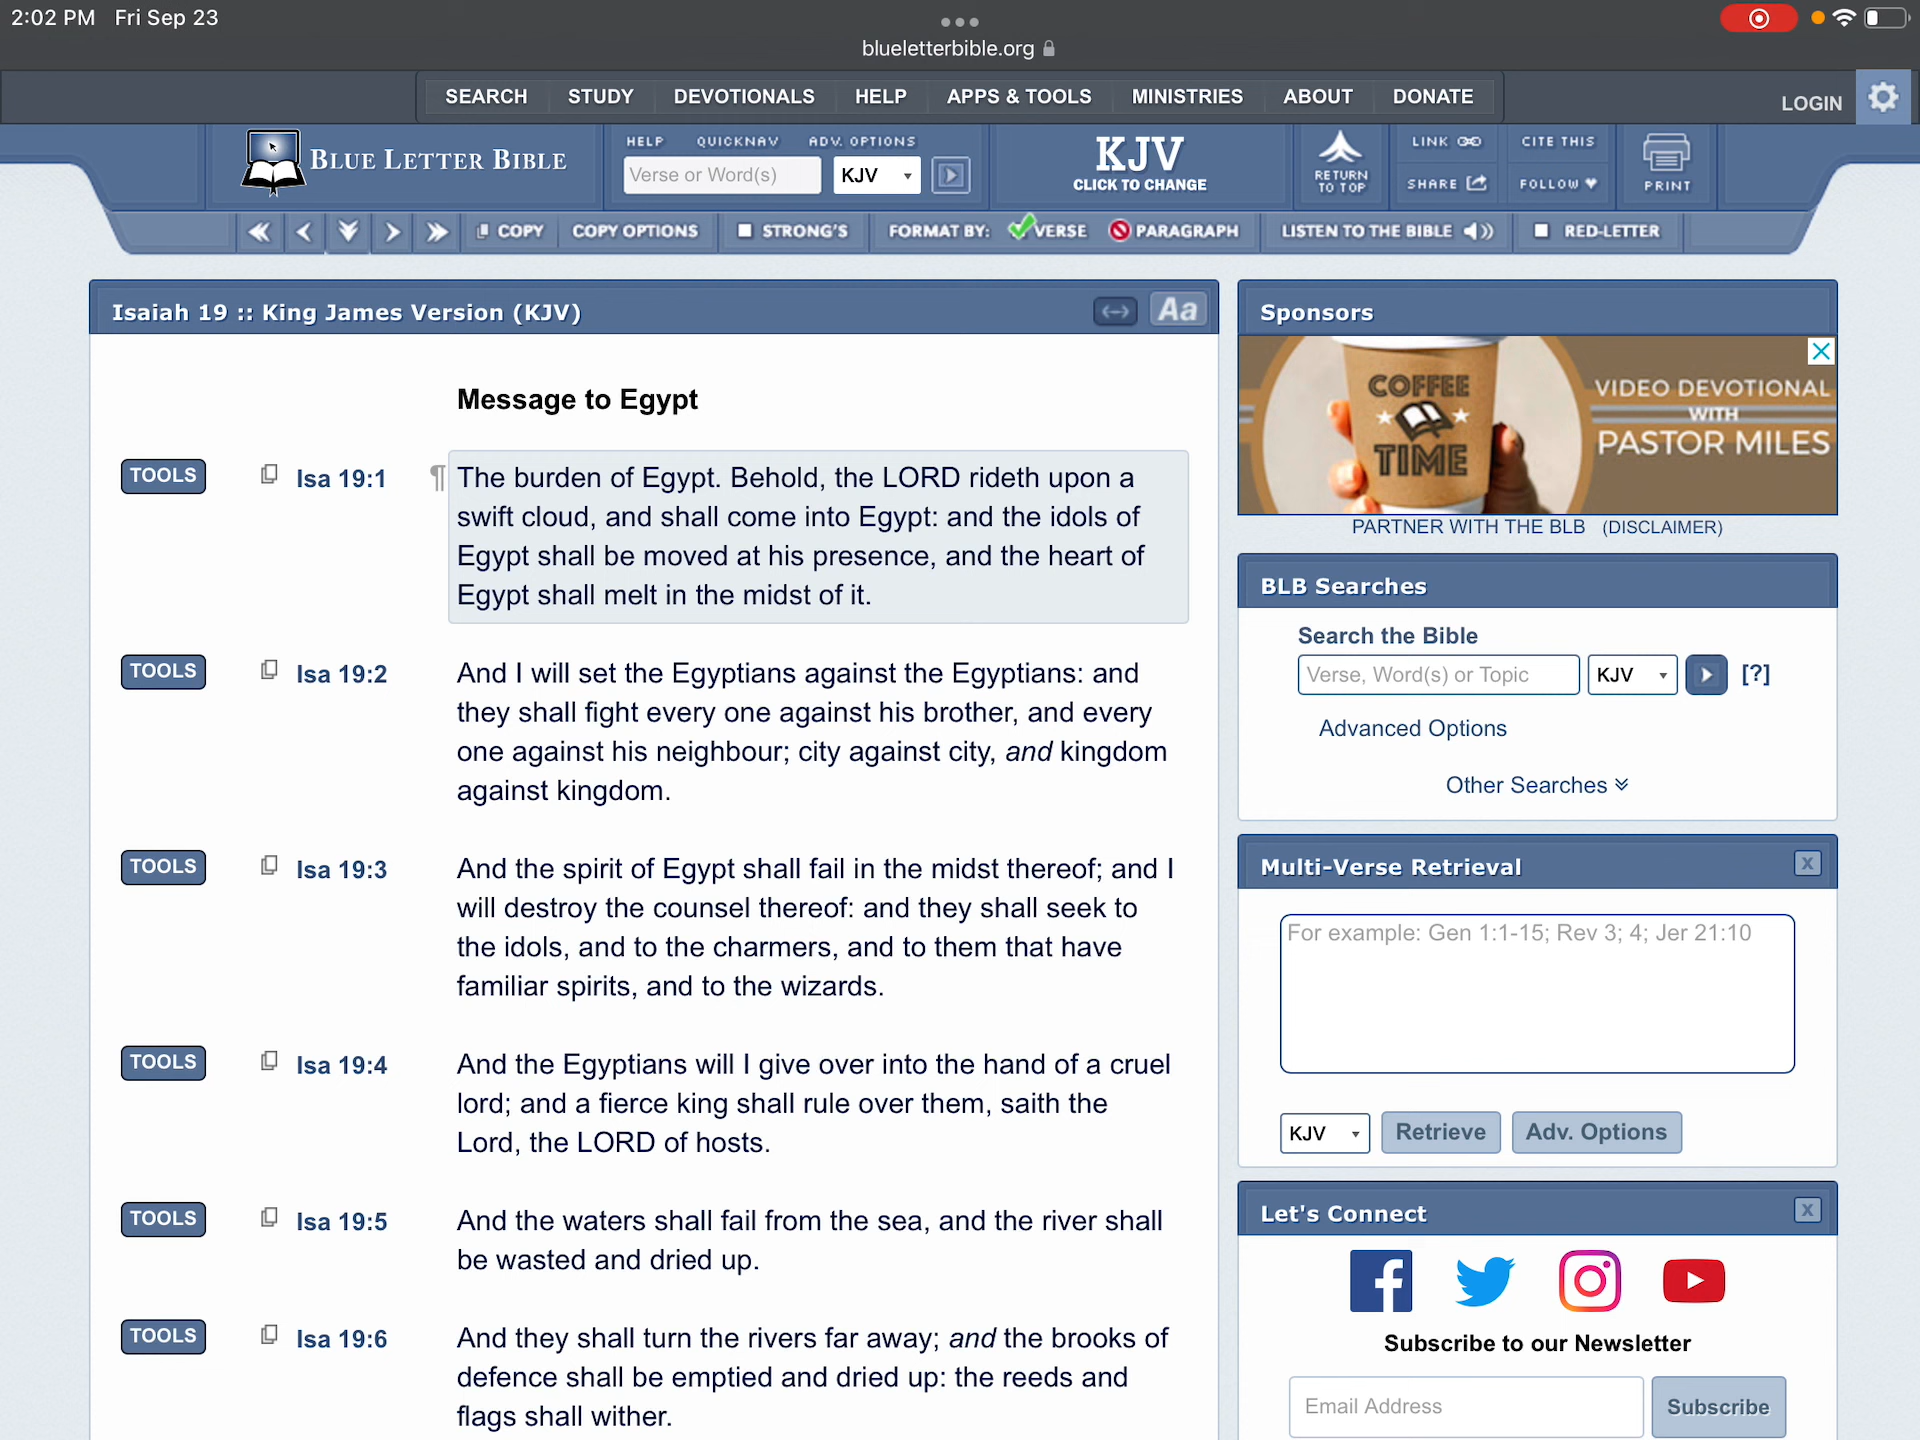 2:02 PM Fri Sep 23
blueletterbible.org
SEARCH STUDY DEVOTIONALS HELP APPS & TOOLS MINISTRIES ABOUT DONATE
LOGIN
BLUE LETTER BIBLE
HELP QUICKNAV ADV. OPTIONS
Verse or Word(s) KJV
KJV
CLICK TO CHANGE
RETURN
TO TOP
LINK CITE THIS
SHARE FOLLOW
PRINT
COPY COPY OPTIONS STRONG'S FORMAT BY: VERSE PARAGRAPH LISTEN TO THE BIBLE RED-LETTER
Isaiah 19 :: King James Version (KJV)
Aa
Message to Egypt
TOOLS Isa 19:1 ¶ The burden of Egypt. Behold, the LORD rideth upon a
swift cloud, and shall come into Egypt: and the idols of
Egypt shall be moved at his presence, and the heart of
Egypt shall melt in the midst of it.
TOOLS Isa 19:2 And I will set the Egyptians against the Egyptians: and
they shall fight every one against his brother, and every
one against his neighbour; city against city, and kingdom
against kingdom.
TOOLS Isa 19:3 And the spirit of Egypt shall fail in the midst thereof; and I
will destroy the counsel thereof: and they shall seek to
the idols, and to the charmers, and to them that have
familiar spirits, and to the wizards.
TOOLS Isa 19:4 And the Egyptians will I give over into the hand of a cruel
lord; and a fierce king shall rule over them, saith the
Lord, the LORD of hosts.
TOOLS Isa 19:5 And the waters shall fail from the sea, and the river shall
be wasted and dried up.
TOOLS Isa 19:6 And they shall turn the rivers far away; and the brooks of
defence shall be emptied and dried up: the reeds and
flags shall wither.
Sponsors
COFFEE
TIME
VIDEO DEVOTIONAL
WITH
PASTOR MILES
PARTNER WITH THE BLB (DISCLAIMER)
BLB Searches
Search the Bible
Verse, Word(s) or Topic KJV [?]
Advanced Options
Other Searches
Multi-Verse Retrieval X
For example: Gen 1:1-15; Rev 3; 4; Jer 21:10
KJV Retrieve Adv. Options
Let's Connect X
Subscribe to our Newsletter
Email Address Subscribe